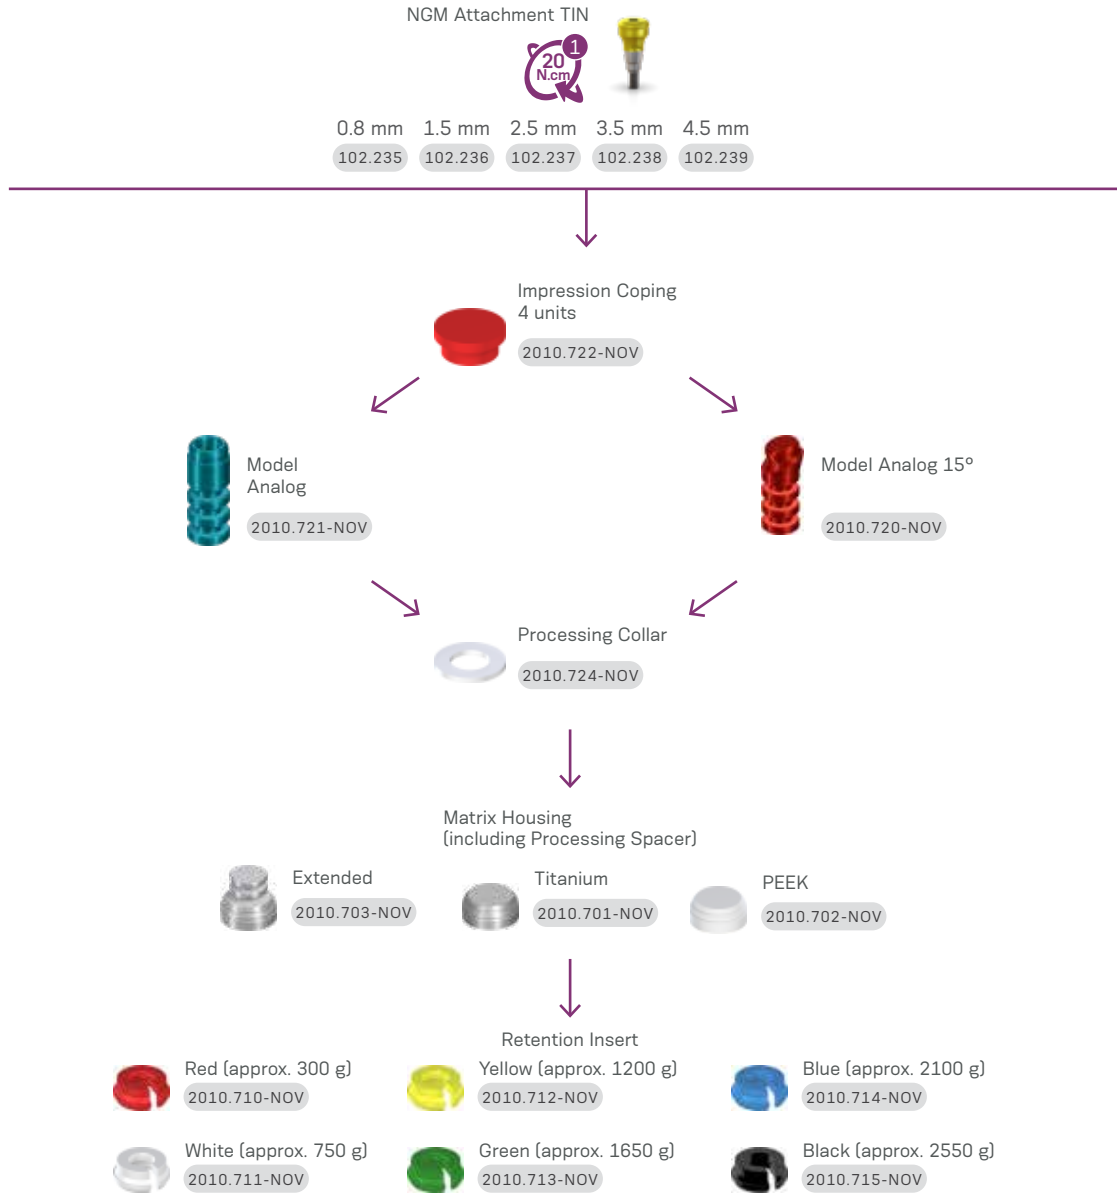 NGM Attachment TIN
1
20
N.cm
0.8 mm 1.5 mm 2.5 mm 3.5 mm 4.5 mm
102.235 102.236 102.237 102.238 102.239
Impression Coping
4 units
2010.722-NOV
Model
Analog
2010.721-NOV
Model Analog 15º
2010.720-NOV
Processing Collar
2010.724-NOV
Matrix Housing
(including Processing Spacer)
Extended
2010.703-NOV
Titanium
2010.701-NOV
PEEK
2010.702-NOV
Retention Insert
Red (approx. 300 g)
2010.710-NOV
Yellow (approx. 1200 g)
2010.712-NOV
Blue (approx. 2100 g)
2010.714-NOV
White (approx. 750 g)
2010.711-NOV
Green (approx. 1650 g)
2010.713-NOV
Black (approx. 2550 g)
2010.715-NOV